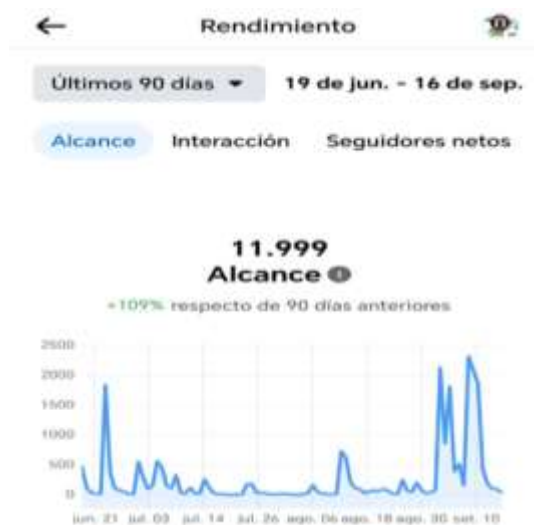 Rendimiento
Últimos 90 días
19 de jun. - 16 de sep.
Alcance Interacción Seguidores netos
11.999
Alcance
+109% respecto de 90 días anteriores
2500
2000
1500
1000
500
0
jun. 21 jul. 03 jul. 14 jul. 26 ago. 06 ago. 18 ago. 30 set. 10